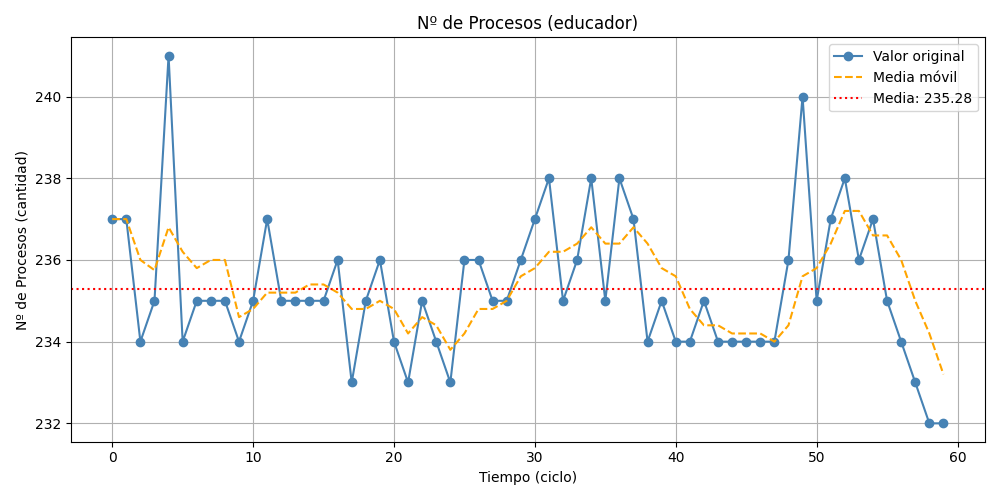 Nº de Procesos (educador)
Valor original
Media móvil
Media: 235.28
Nº de Procesos (cantidad)
240
238
236
234
232
0 10 20 30 40 50 60
Tiempo (ciclo)